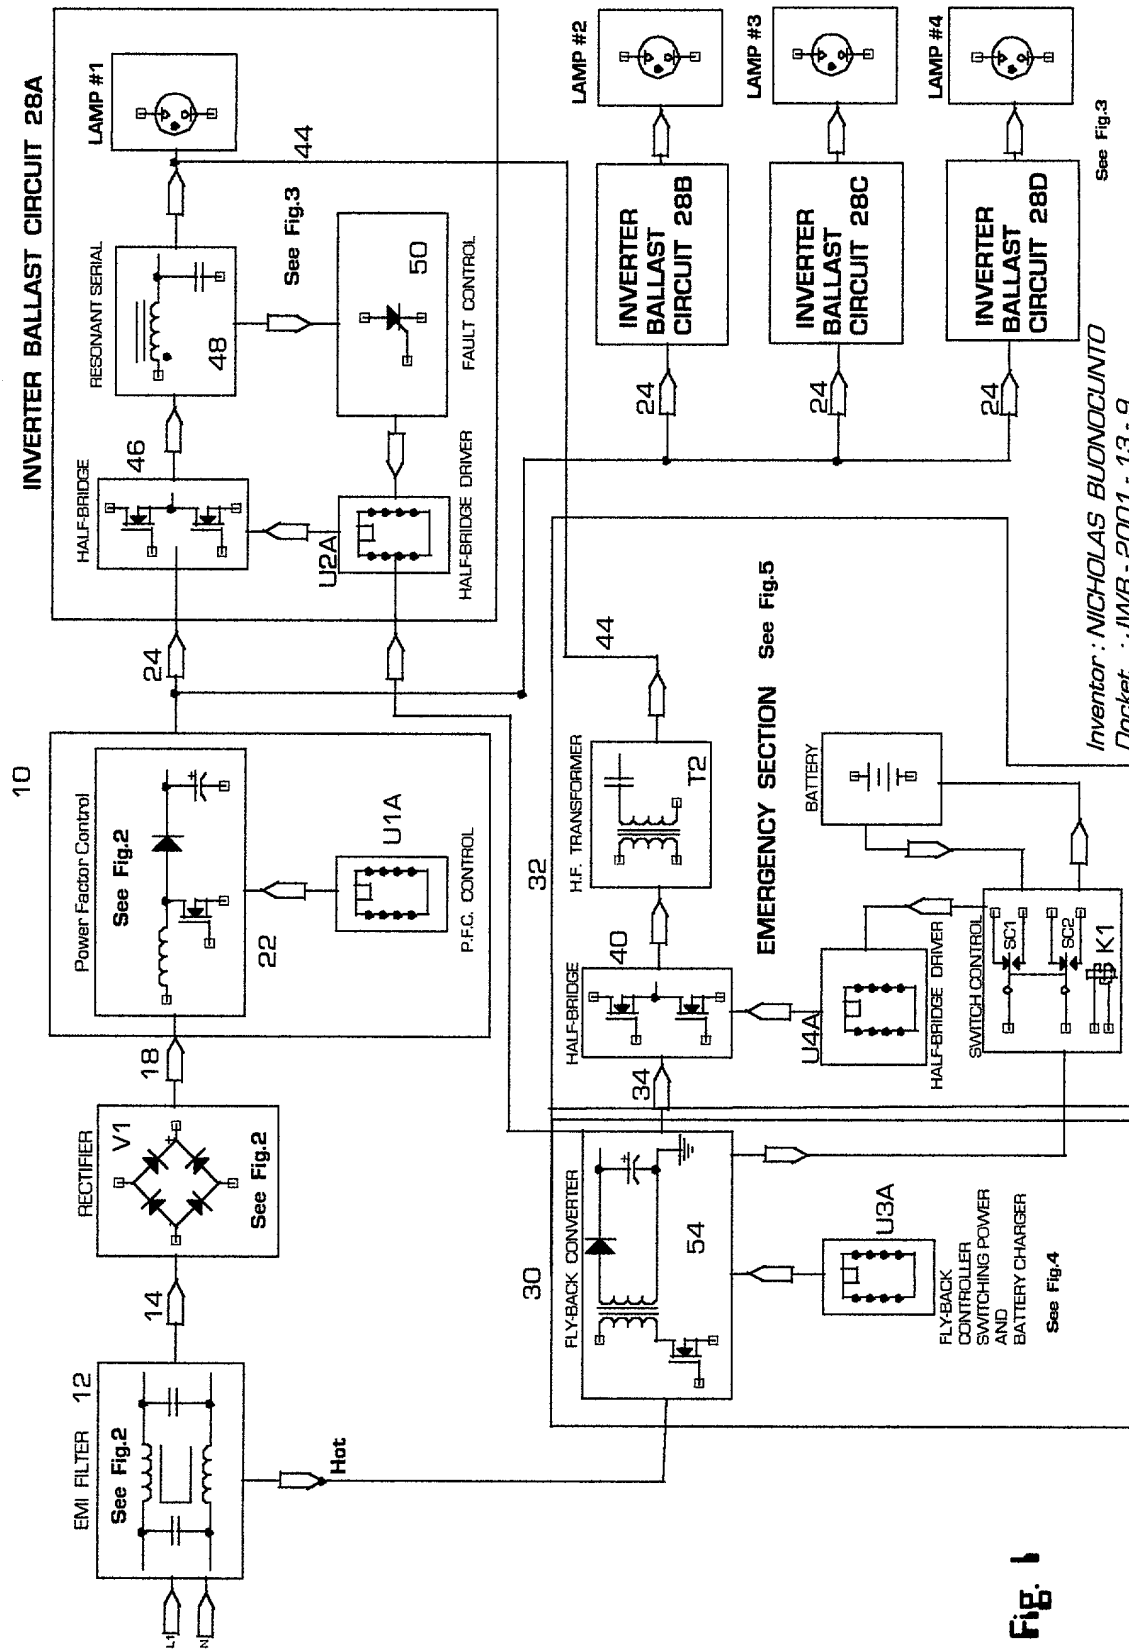 INVERTER BALLAST CIRCUIT 28A
10
L1
N
EMI FILTER 12
See Fig.2
14
RECTIFIER
V1
See Fig.2
18
Power Factor Control
See Fig.2
22
U1A
P.F.C. CONTROL
24
HALF-BRIDGE
46
U2A
HALF-BRIDGE DRIVER
RESONANT SERIAL
48
See Fig.3
50
FAULT CONTROL
LAMP #1
44
Hot
30
FLY-BACK CONVERTER
54
U3A
FLY-BACK
CONTROLLER
SWITCHING POWER
AND
BATTERY CHARGER
See Fig.4
32
34
HALF-BRIDGE
40
U4A
HALF-BRIDGE DRIVER
H.F. TRANSFORMER
T2
44
EMERGENCY SECTION See Fig.5
BATTERY
SWITCH CONTROL
SC1
SC2
K1
24
INVERTER
BALLAST
CIRCUIT 28B
LAMP #2
24
INVERTER
BALLAST
CIRCUIT 28C
LAMP #3
24
INVERTER
BALLAST
CIRCUIT 28D
LAMP #4
See Fig.3
Inventor : NICHOLAS BUONOCUNTO
Docket : JWR - 2001 - 13 - 9
Fig. 1